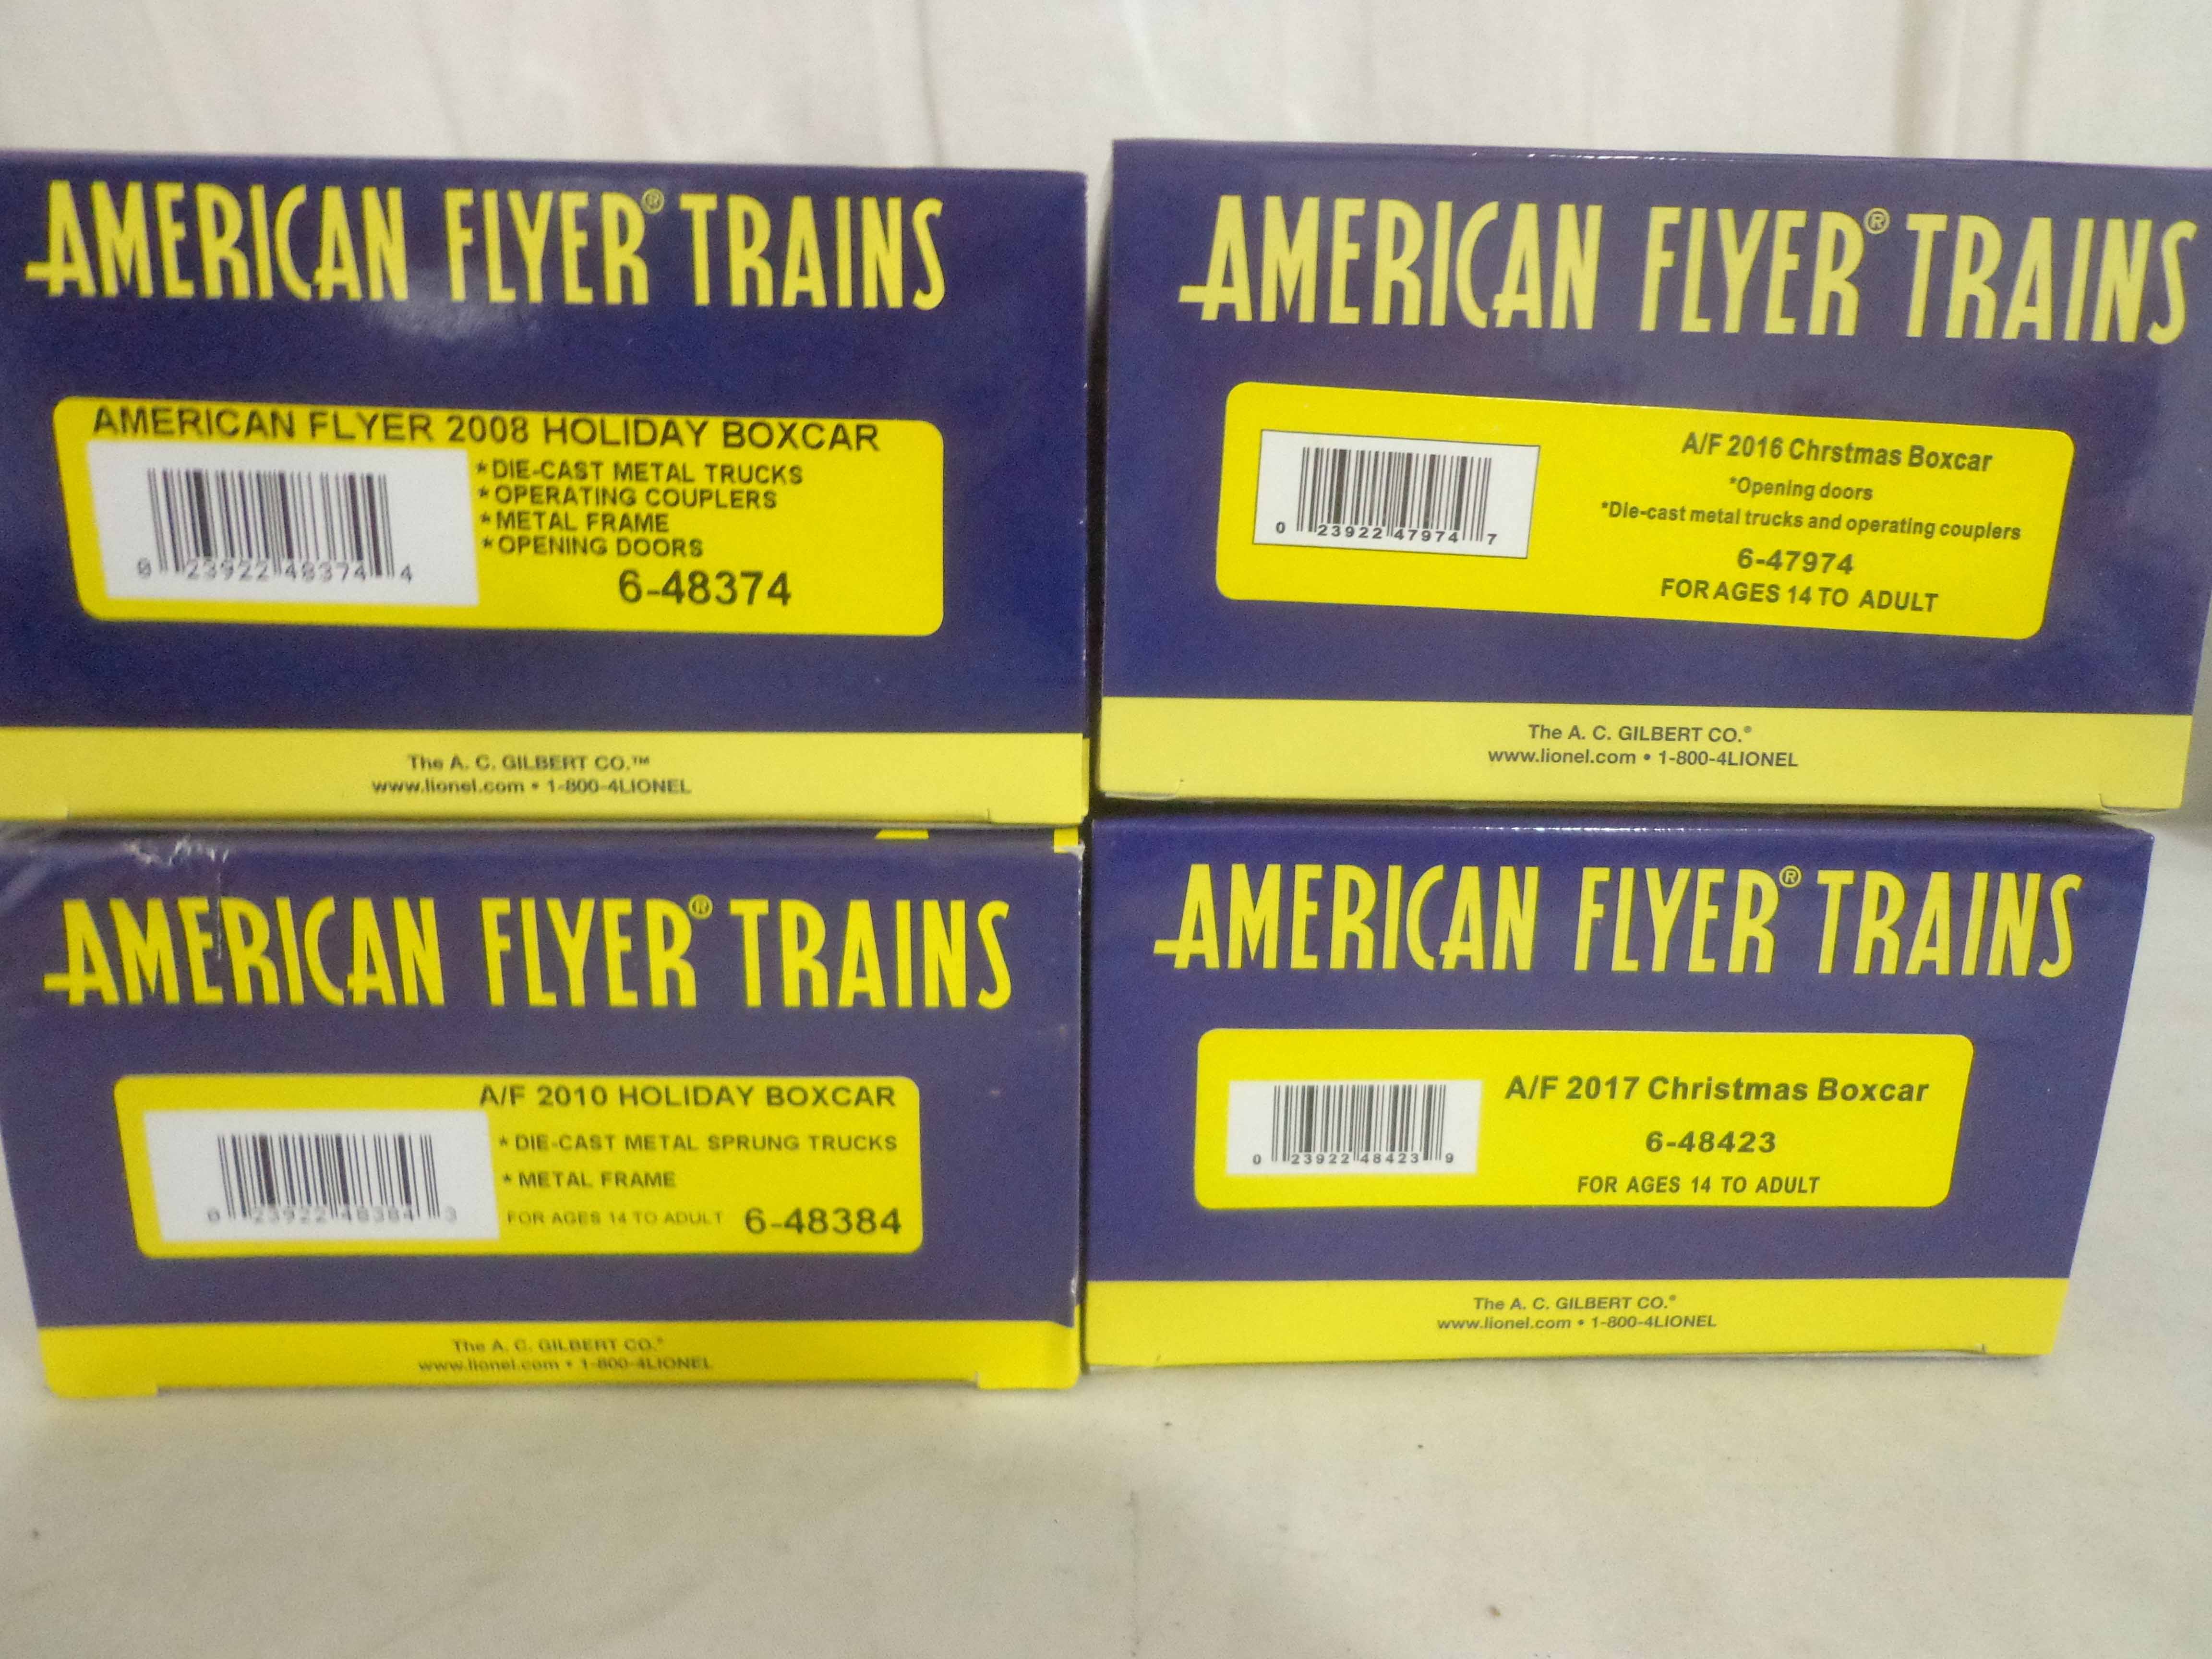 AMERICAN FLYER® TRAINS
AMERICAN FLYER 2008 HOLIDAY BOXCAR
*DIE-CAST METAL TRUCKS
*OPERATING COUPLERS
*METAL FRAME
*OPENING DOORS
0 23922 48374 4
6-48374
The A. C. GILBERT CO.™
www.lionel.com • 1-800-4LIONEL
AMERICAN FLYER® TRAINS
A/F 2016 Chrstmas Boxcar
*Opening doors
*Die-cast metal trucks and operating couplers
0 23922 47974 7
6-47974
FOR AGES 14 TO ADULT
The A. C. GILBERT CO.®
www.lionel.com • 1-800-4LIONEL
AMERICAN FLYER® TRAINS
A/F 2010 HOLIDAY BOXCAR
* DIE-CAST METAL SPRUNG TRUCKS
* METAL FRAME
0 23922 48384 3
FOR AGES 14 TO ADULT 6-48384
The A. C. GILBERT CO.®
www.lionel.com • 1-800-4LIONEL
AMERICAN FLYER® TRAINS
A/F 2017 Christmas Boxcar
6-48423
0 23922 48423 9
FOR AGES 14 TO ADULT
The A. C. GILBERT CO.®
www.lionel.com • 1-800-4LIONEL